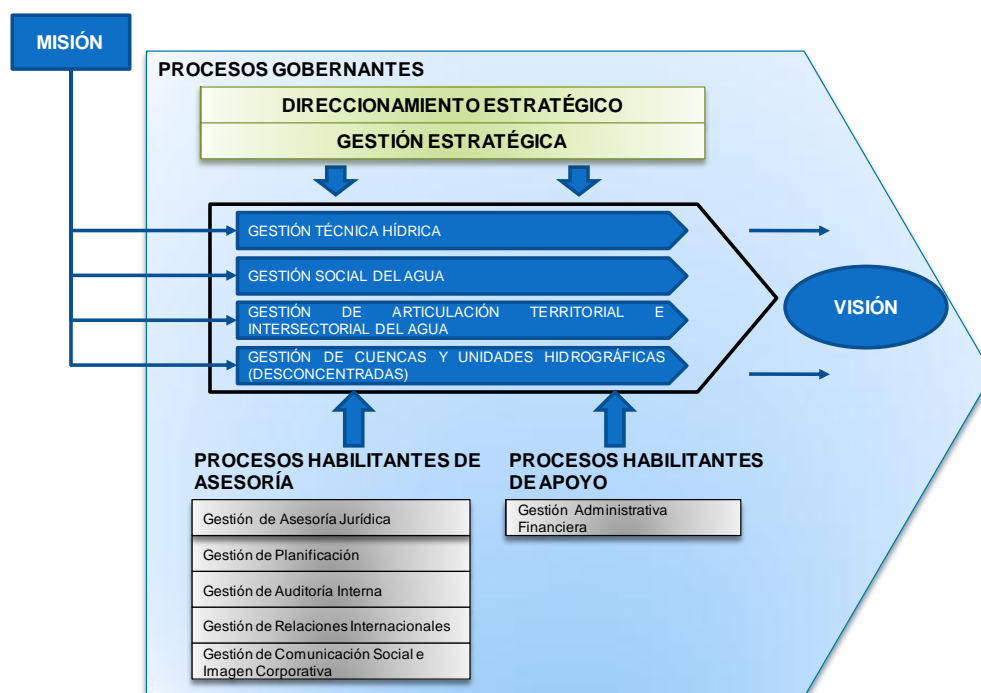 MISIÓN
PROCESOS GOBERNANTES
DIRECCIONAMIENTO ESTRATÉGICO
GESTIÓN ESTRATÉGICA
GESTIÓN TÉCNICA HÍDRICA
GESTIÓN SOCIAL DEL AGUA
GESTIÓN DE ARTICULACIÓN TERRITORIAL E
INTERSECTORIAL DEL AGUA
GESTIÓN DE CUENCAS Y UNIDADES HIDROGRÁFICAS
(DESCONCENTRADAS)
VISIÓN
PROCESOS HABILITANTES DE
ASESORÍA
Gestión de Asesoría Jurídica
Gestión de Planificación
Gestión de Auditoría Interna
Gestión de Relaciones Internacionales
Gestión de Comunicación Social e
Imagen Corporativa
PROCESOS HABILITANTES
DE APOYO
Gestión Administrativa
Financiera